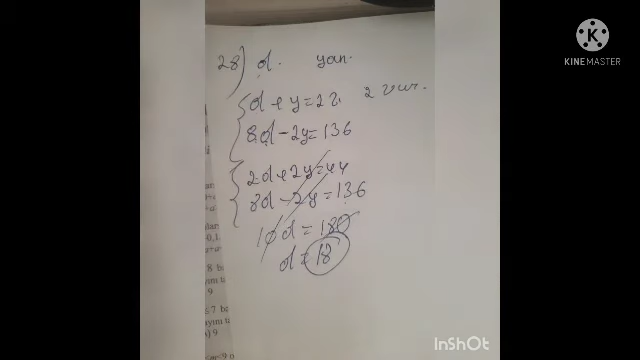 28) d. yan.
d + y = 22 2 vur.
8d - 2y = 136
2d + 2y = 44
8d - 2y = 136
10d = 180
d = 18
KINEMASTER
InShOt